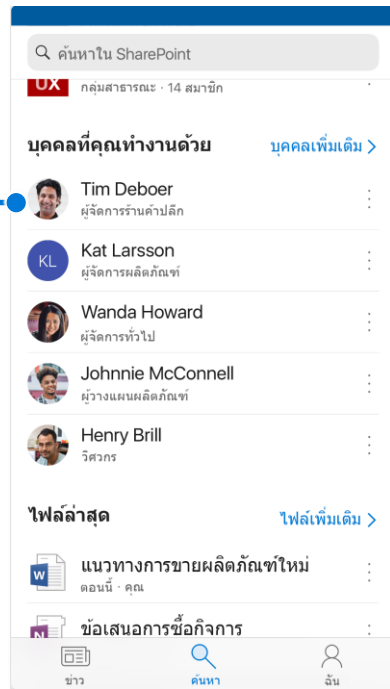 ค้นหาใน SharePoint
UX
กลุ่มสาธารณะ · 14 สมาชิก
บุคคลที่คุณทำงานด้วย
บุคคลเพิ่มเติม >
Tim Deboer
ผู้จัดการร้านค้าปลีก
KL
Kat Larsson
ผู้จัดการผลิตภัณฑ์
Wanda Howard
ผู้จัดการทั่วไป
Johnnie McConnell
ผู้วางแผนผลิตภัณฑ์
Henry Brill
วิศวกร
ไฟล์ล่าสุด
ไฟล์เพิ่มเติม >
W
แนวทางการขายผลิตภัณฑ์ใหม่
ตอนนี้ · คุณ
N
ข้อเสนอการซื้อกิจการ
ข่าว
ค้นหา
ฉัน